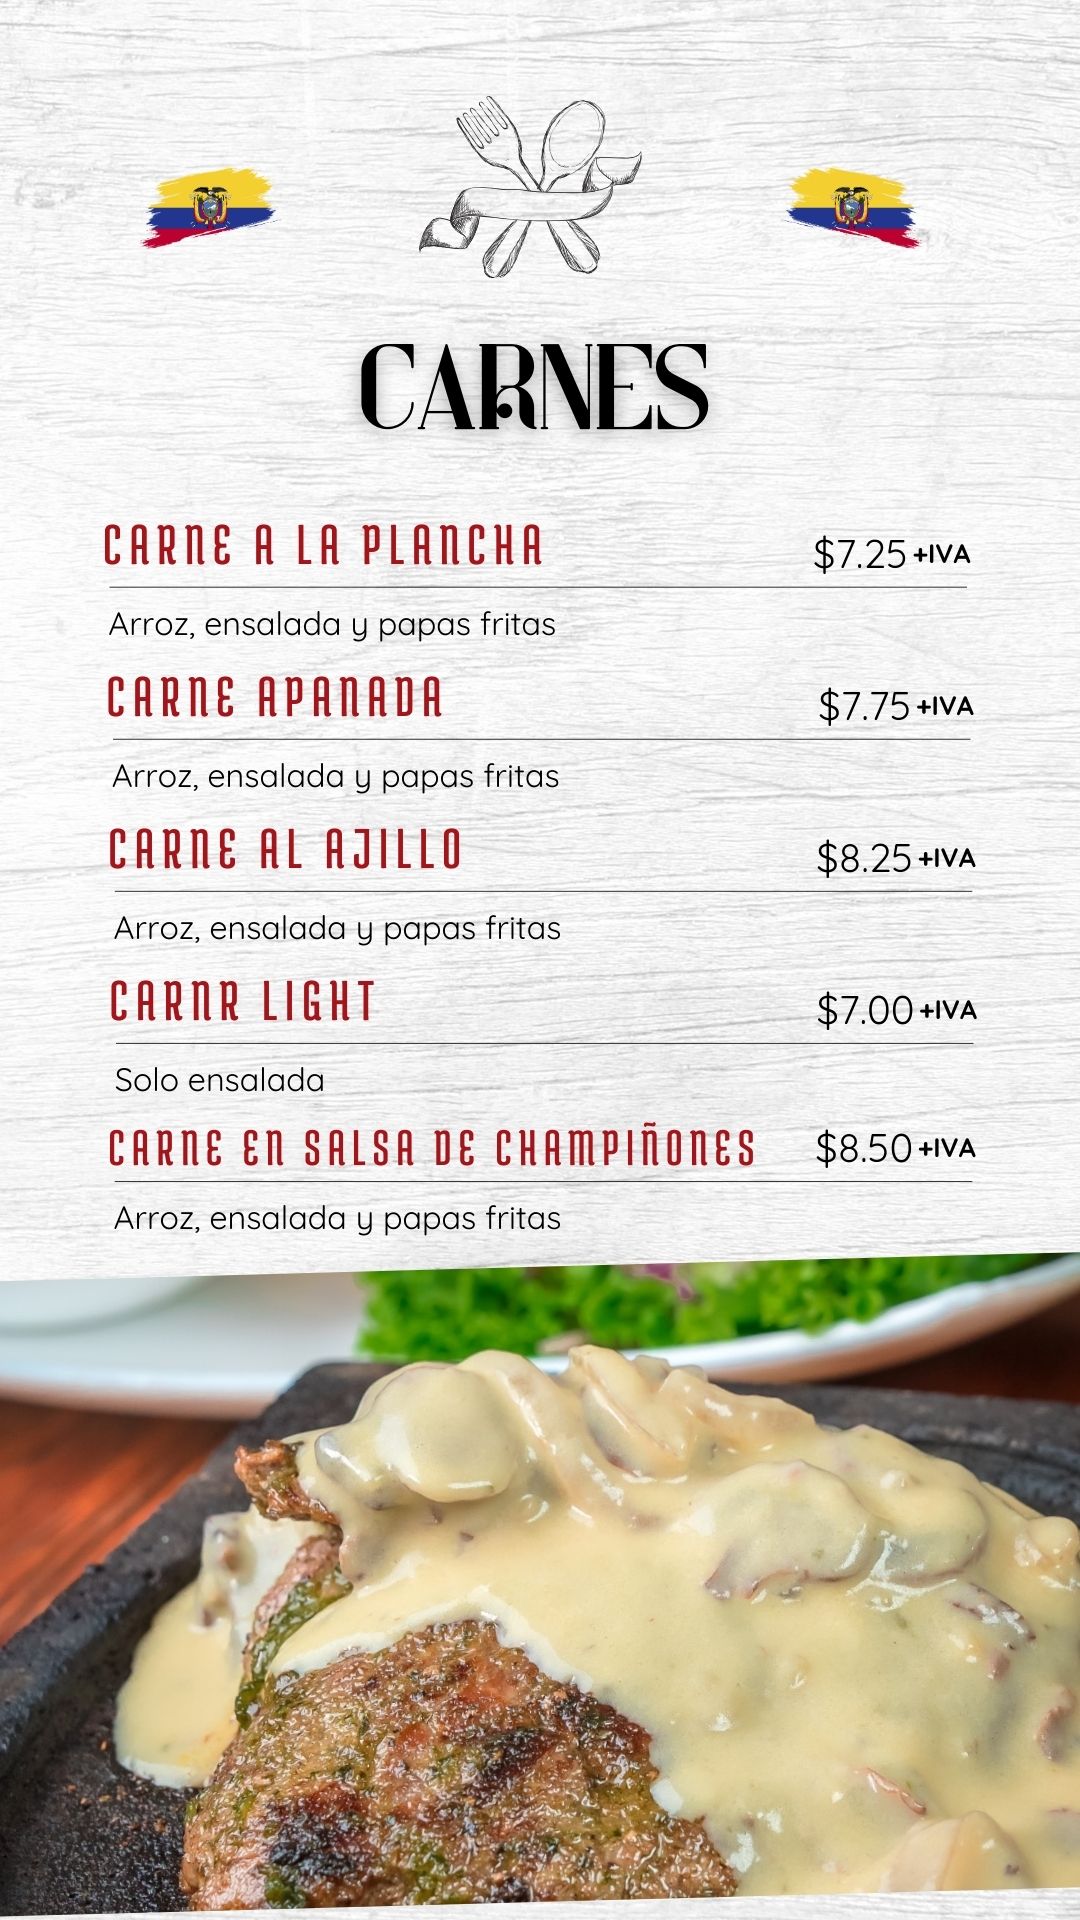 CARNES
CARNE A LA PLANCHA $7.25 +IVA
Arroz, ensalada y papas fritas
CARNE APANADA $7.75 +IVA
Arroz, ensalada y papas fritas
CARNE AL AJILLO $8.25 +IVA
Arroz, ensalada y papas fritas
CARNR LIGHT $7.00 +IVA
Solo ensalada
CARNE EN SALSA DE CHAMPIÑONES $8.50 +IVA
Arroz, ensalada y papas fritas